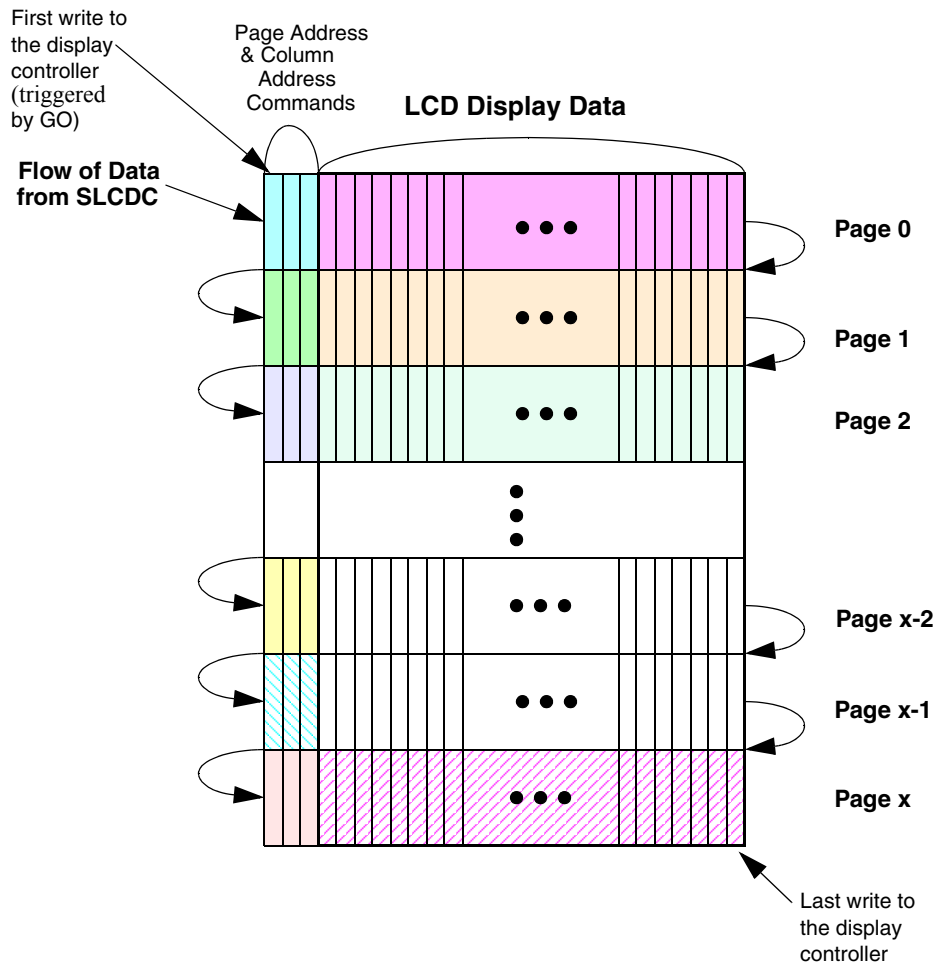 First write to
the display
controller
(triggered
by GO)
Page Address
& Column
Address
Commands
LCD Display Data
Flow of Data
from SLCDC
Page 0
Page 1
Page 2
Page x-2
Page x-1
Page x
Last write to
the display
controller